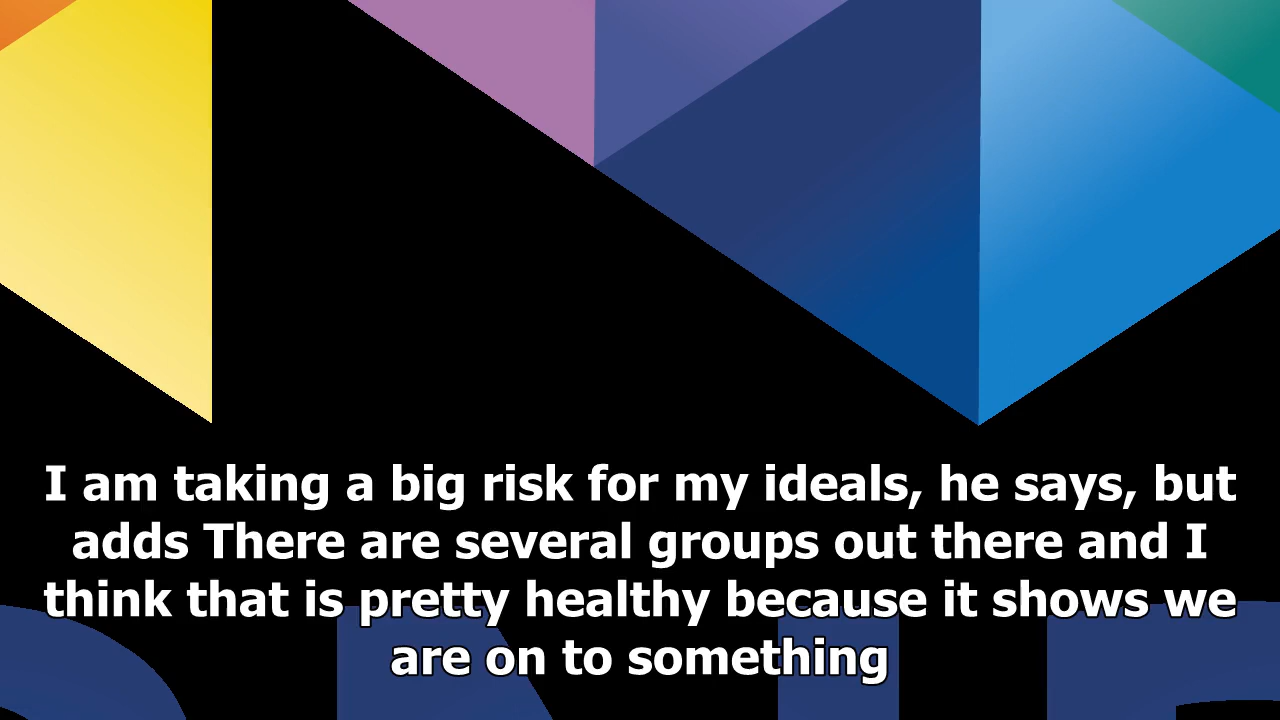 I am taking a big risk for my ideals, he says, but
adds There are several groups out there and I
think that is pretty healthy because it shows we
are on to something